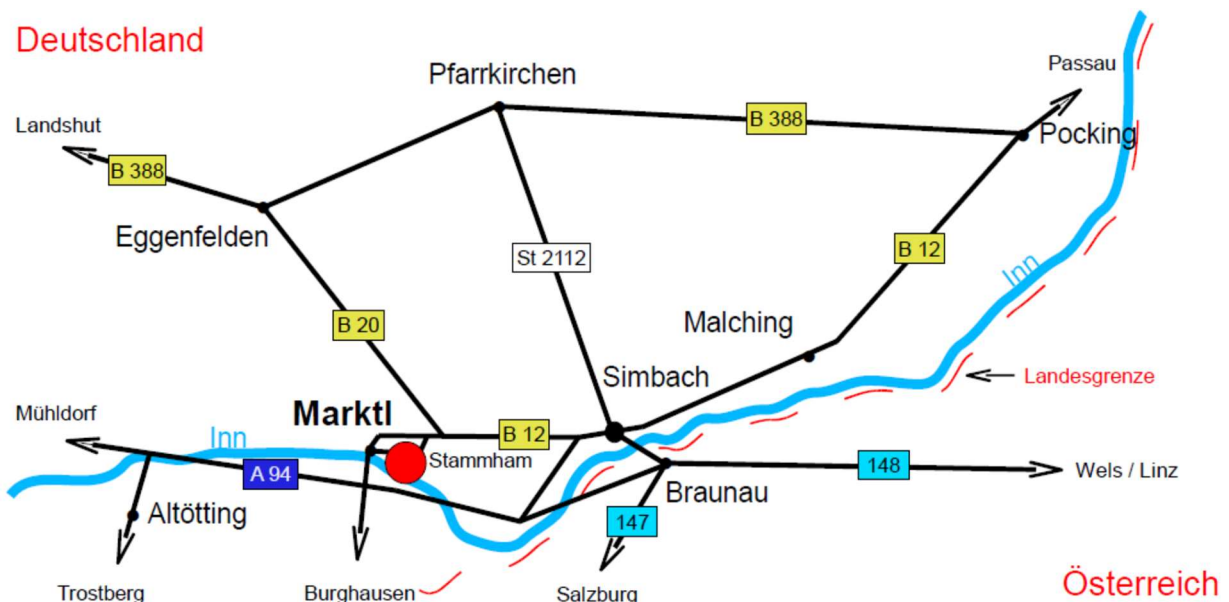 Deutschland
Pfarrkirchen
Passau
B 388
Pocking
Landshut
B 388
Eggenfelden
St 2112
B 12
Inn
B 20
Malching
Simbach
Landesgrenze
Marktl
Mühldorf
Inn
B 12
Stammham
A 94
148
Wels / Linz
Braunau
Altötting
147
Trostberg
Burghausen
Salzburg
Österreich